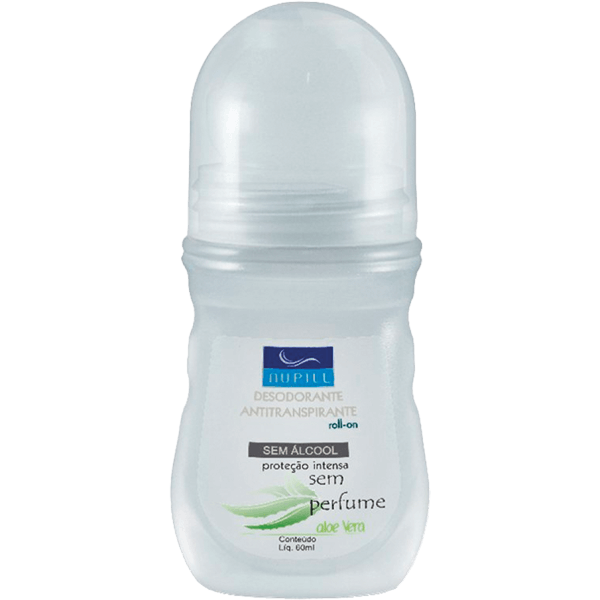 NUPILL
DESODORANTE
ANTITRANSPIRANTE
roll-on
SEM ÁLCOOL
proteção intensa
sem
perfume
aloe Vera
Conteúdo
Líq. 60ml